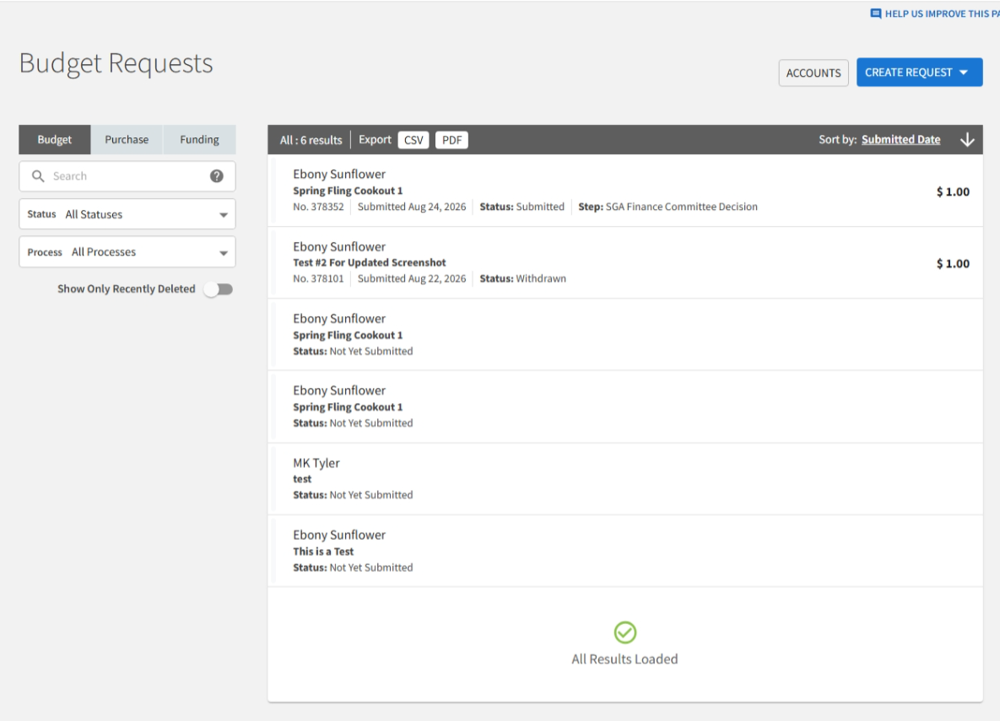 HELP US IMPROVE THIS PA
Budget Requests
ACCOUNTS
CREATE REQUEST
Budget Purchase Funding
Search
Status All Statuses
Process All Processes
Show Only Recently Deleted
All : 6 results Export CSV PDF Sort by: Submitted Date
Ebony Sunflower
Spring Fling Cookout 1
$ 1.00
No. 378352 Submitted Aug 24, 2026 Status: Submitted Step: SGA Finance Committee Decision
Ebony Sunflower
Test #2 For Updated Screenshot
$ 1.00
No. 378101 Submitted Aug 22, 2026 Status: Withdrawn
Ebony Sunflower
Spring Fling Cookout 1
Status: Not Yet Submitted
Ebony Sunflower
Spring Fling Cookout 1
Status: Not Yet Submitted
MK Tyler
test
Status: Not Yet Submitted
Ebony Sunflower
This is a Test
Status: Not Yet Submitted
All Results Loaded